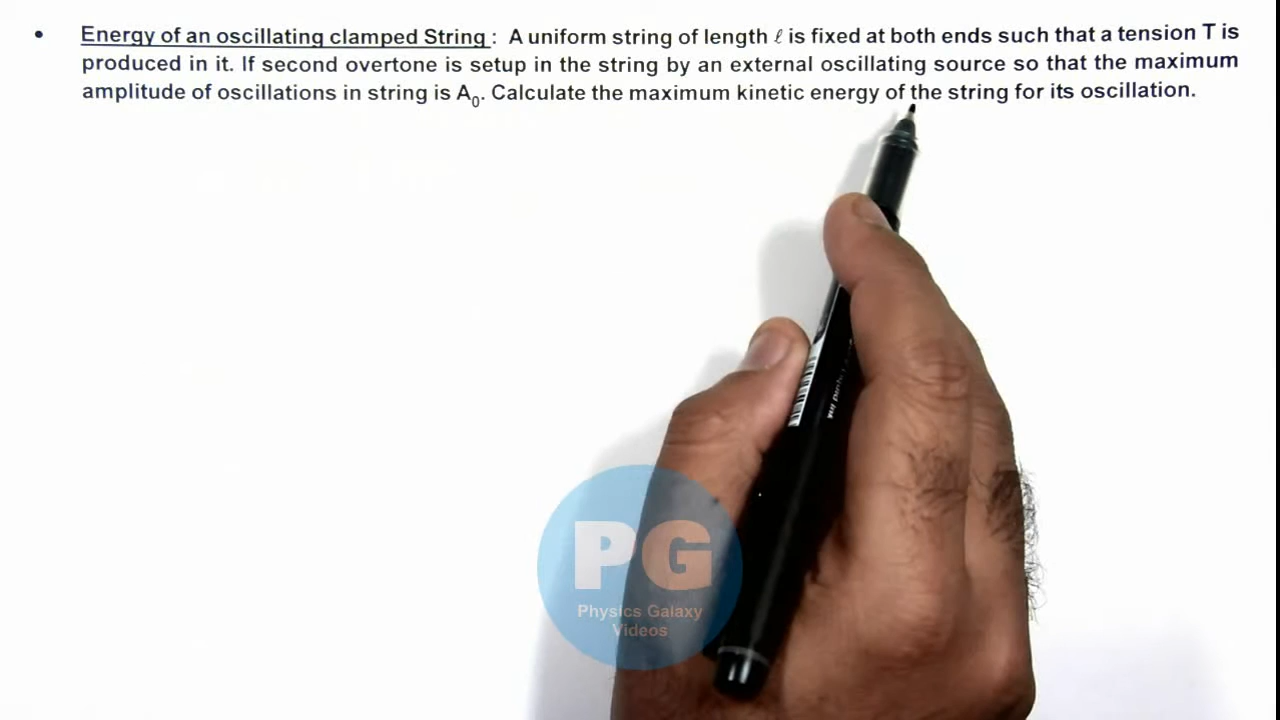 • Energy of an oscillating clamped String : A uniform string of length ℓ is fixed at both ends such that a tension T is
produced in it. If second overtone is setup in the string by an external oscillating source so that the maximum
amplitude of oscillations in string is A₀. Calculate the maximum kinetic energy of the string for its oscillation.
PG
Physics Galaxy
Videos